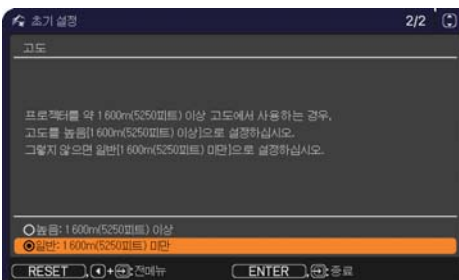 초기 설정 2/2
고도
프로젝터를 약 1600m(5250피트) 이상 고도에서 사용하는 경우,
고도를 높음[1600m(5250피트) 이상]으로 설정하십시오.
그렇지 않으면 일반[1600m(5250피트) 미만]으로 설정하십시오.
높음: 1600m(5250피트) 이상
일반: 1600m(5250피트) 미만
RESET , + :전메뉴 ENTER , :종료